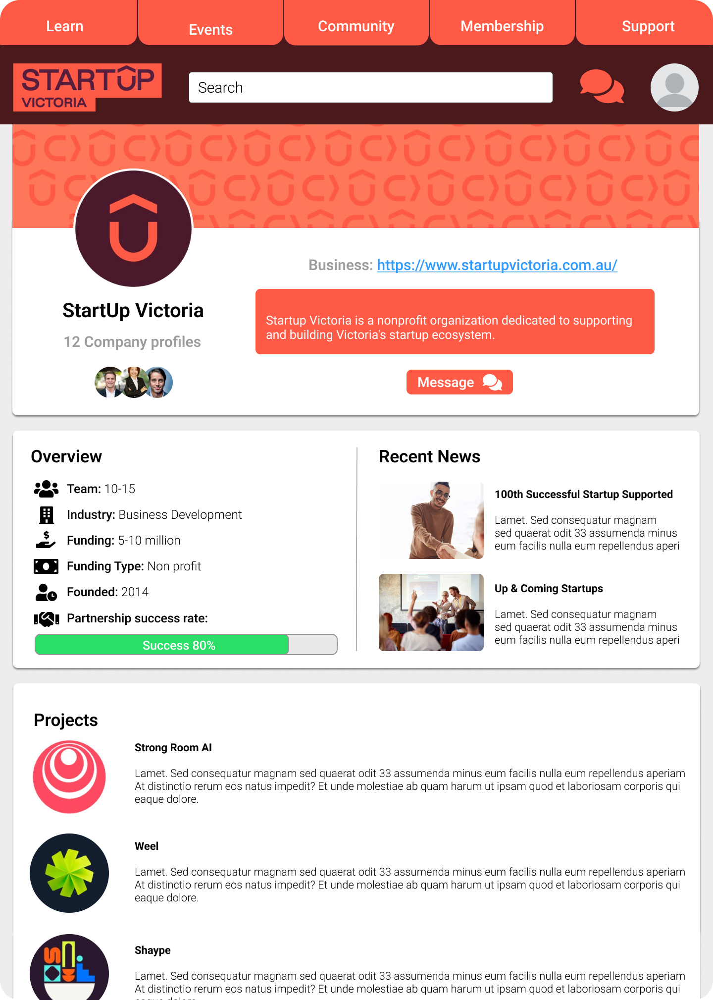 Learn
Events
Community
Membership
Support
STARTUP
VICTORIA
Search
Business: https://www.startupvictoria.com.au/
StartUp Victoria
12 Company profiles
Startup Victoria is a nonprofit organization dedicated to supporting
and building Victoria's startup ecosystem.
Message
Overview
Team: 10-15
Industry: Business Development
Funding: 5-10 million
Funding Type: Non profit
Founded: 2014
Partnership success rate:
Success 80%
Recent News
100th Successful Startup Supported
Lamet. Sed consequatur magnam
sed quaerat odit 33 assumenda minus
eum facilis nulla eum repellendus aperi
Up & Coming Startups
Lamet. Sed consequatur magnam
sed quaerat odit 33 assumenda minus
eum facilis nulla eum repellendus aperi
Projects
Strong Room AI
Lamet. Sed consequatur magnam sed quaerat odit 33 assumenda minus eum facilis nulla eum repellendus aperiam
At distinctio rerum eos natus impedit? Et unde molestiae ab quam harum ut ipsam quod et laboriosam corporis qui
eaque dolore.
Weel
Lamet. Sed consequatur magnam sed quaerat odit 33 assumenda minus eum facilis nulla eum repellendus aperiam
At distinctio rerum eos natus impedit? Et unde molestiae ab quam harum ut ipsam quod et laboriosam corporis qui
eaque dolore.
Shaype
Lamet. Sed consequatur magnam sed quaerat odit 33 assumenda minus eum facilis nulla eum repellendus aperiam
At distinctio rerum eos natus impedit? Et unde molestiae ab quam harum ut ipsam quod et laboriosam corporis qui